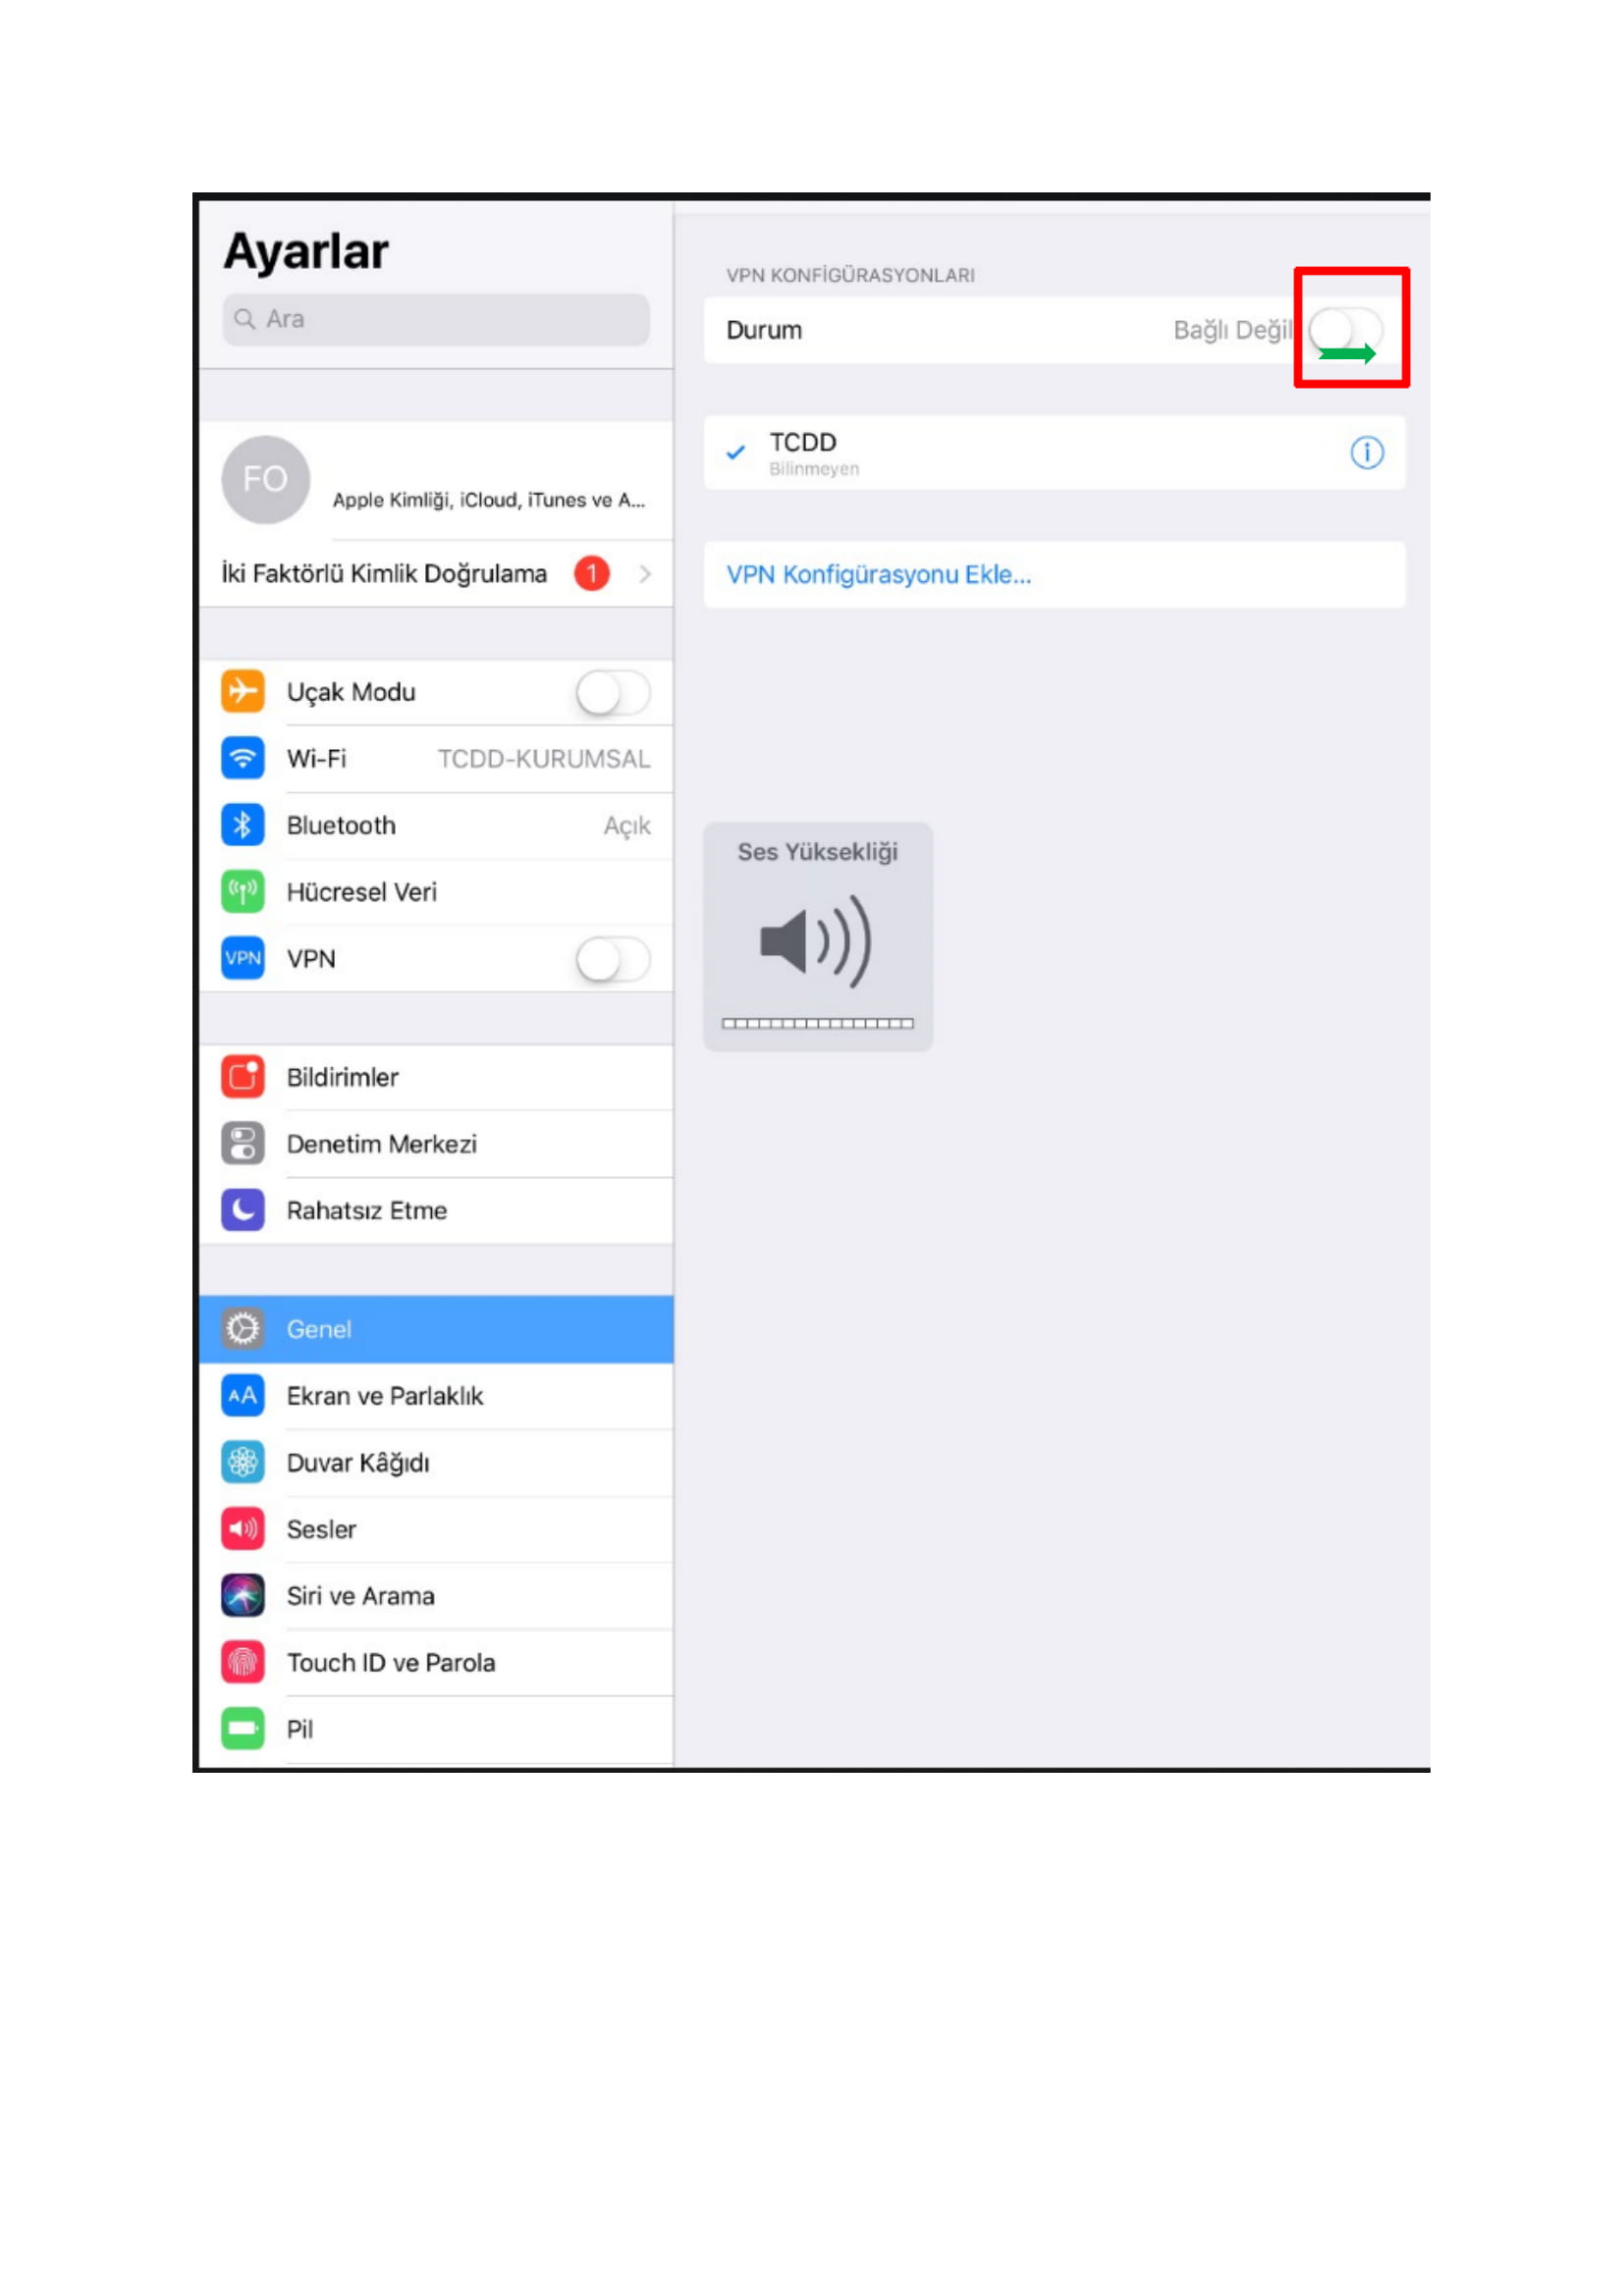 Ayarlar
Ara
FO
Apple Kimliği, iCloud, iTunes ve A...
İki Faktörlü Kimlik Doğrulama 1
Uçak Modu
Wi-Fi TCDD-KURUMSAL
Bluetooth Açık
Hücresel Veri
VPN VPN
Bildirimler
Denetim Merkezi
Rahatsız Etme
Genel
AA Ekran ve Parlaklık
Duvar Kâğıdı
Sesler
Siri ve Arama
Touch ID ve Parola
Pil
VPN KONFİGÜRASYONLARI
Durum Bağlı Değil
TCDD
Bilinmeyen
VPN Konfigürasyonu Ekle...
Ses Yüksekliği